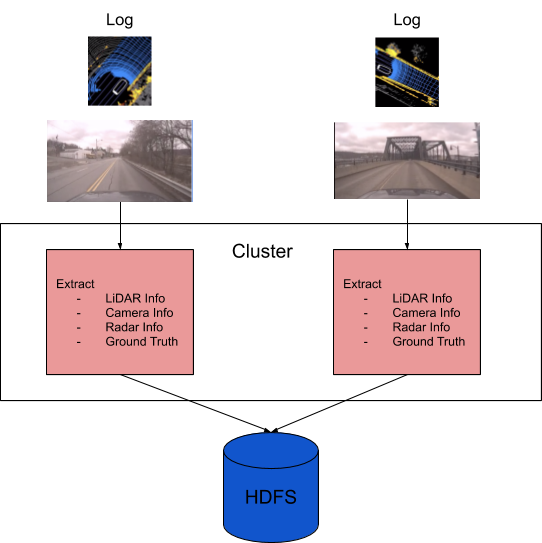 Log
Log
Cluster
Extract
- LiDAR Info
- Camera Info
- Radar Info
- Ground Truth
Extract
- LiDAR Info
- Camera Info
- Radar Info
- Ground Truth
HDFS